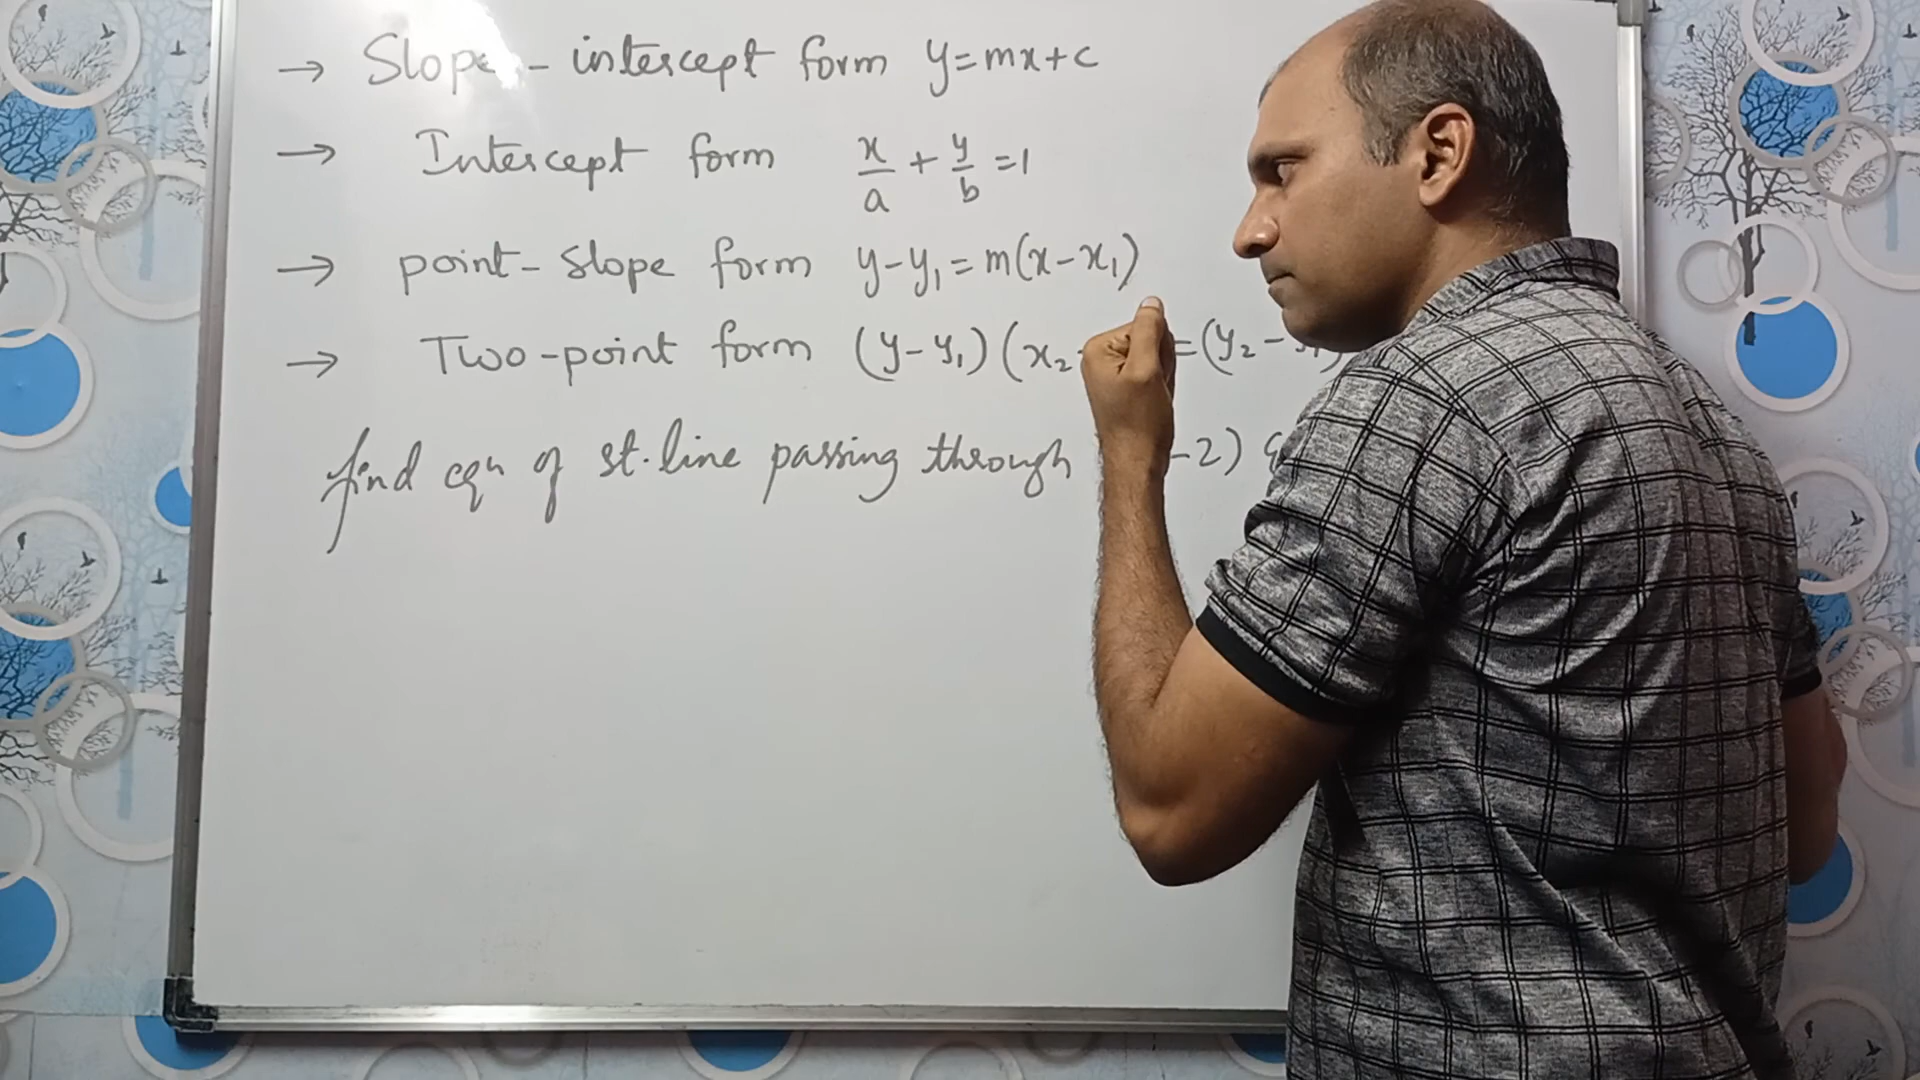 → Slope - intercept form y=mx+c
→ Intercept form x/a + y/b =1
→ point - slope form y-y₁=m(x-x₁)
→ Two-point form (y-y₁)(x₂- =(y₂-
find eqn of st.line passing through -2) &